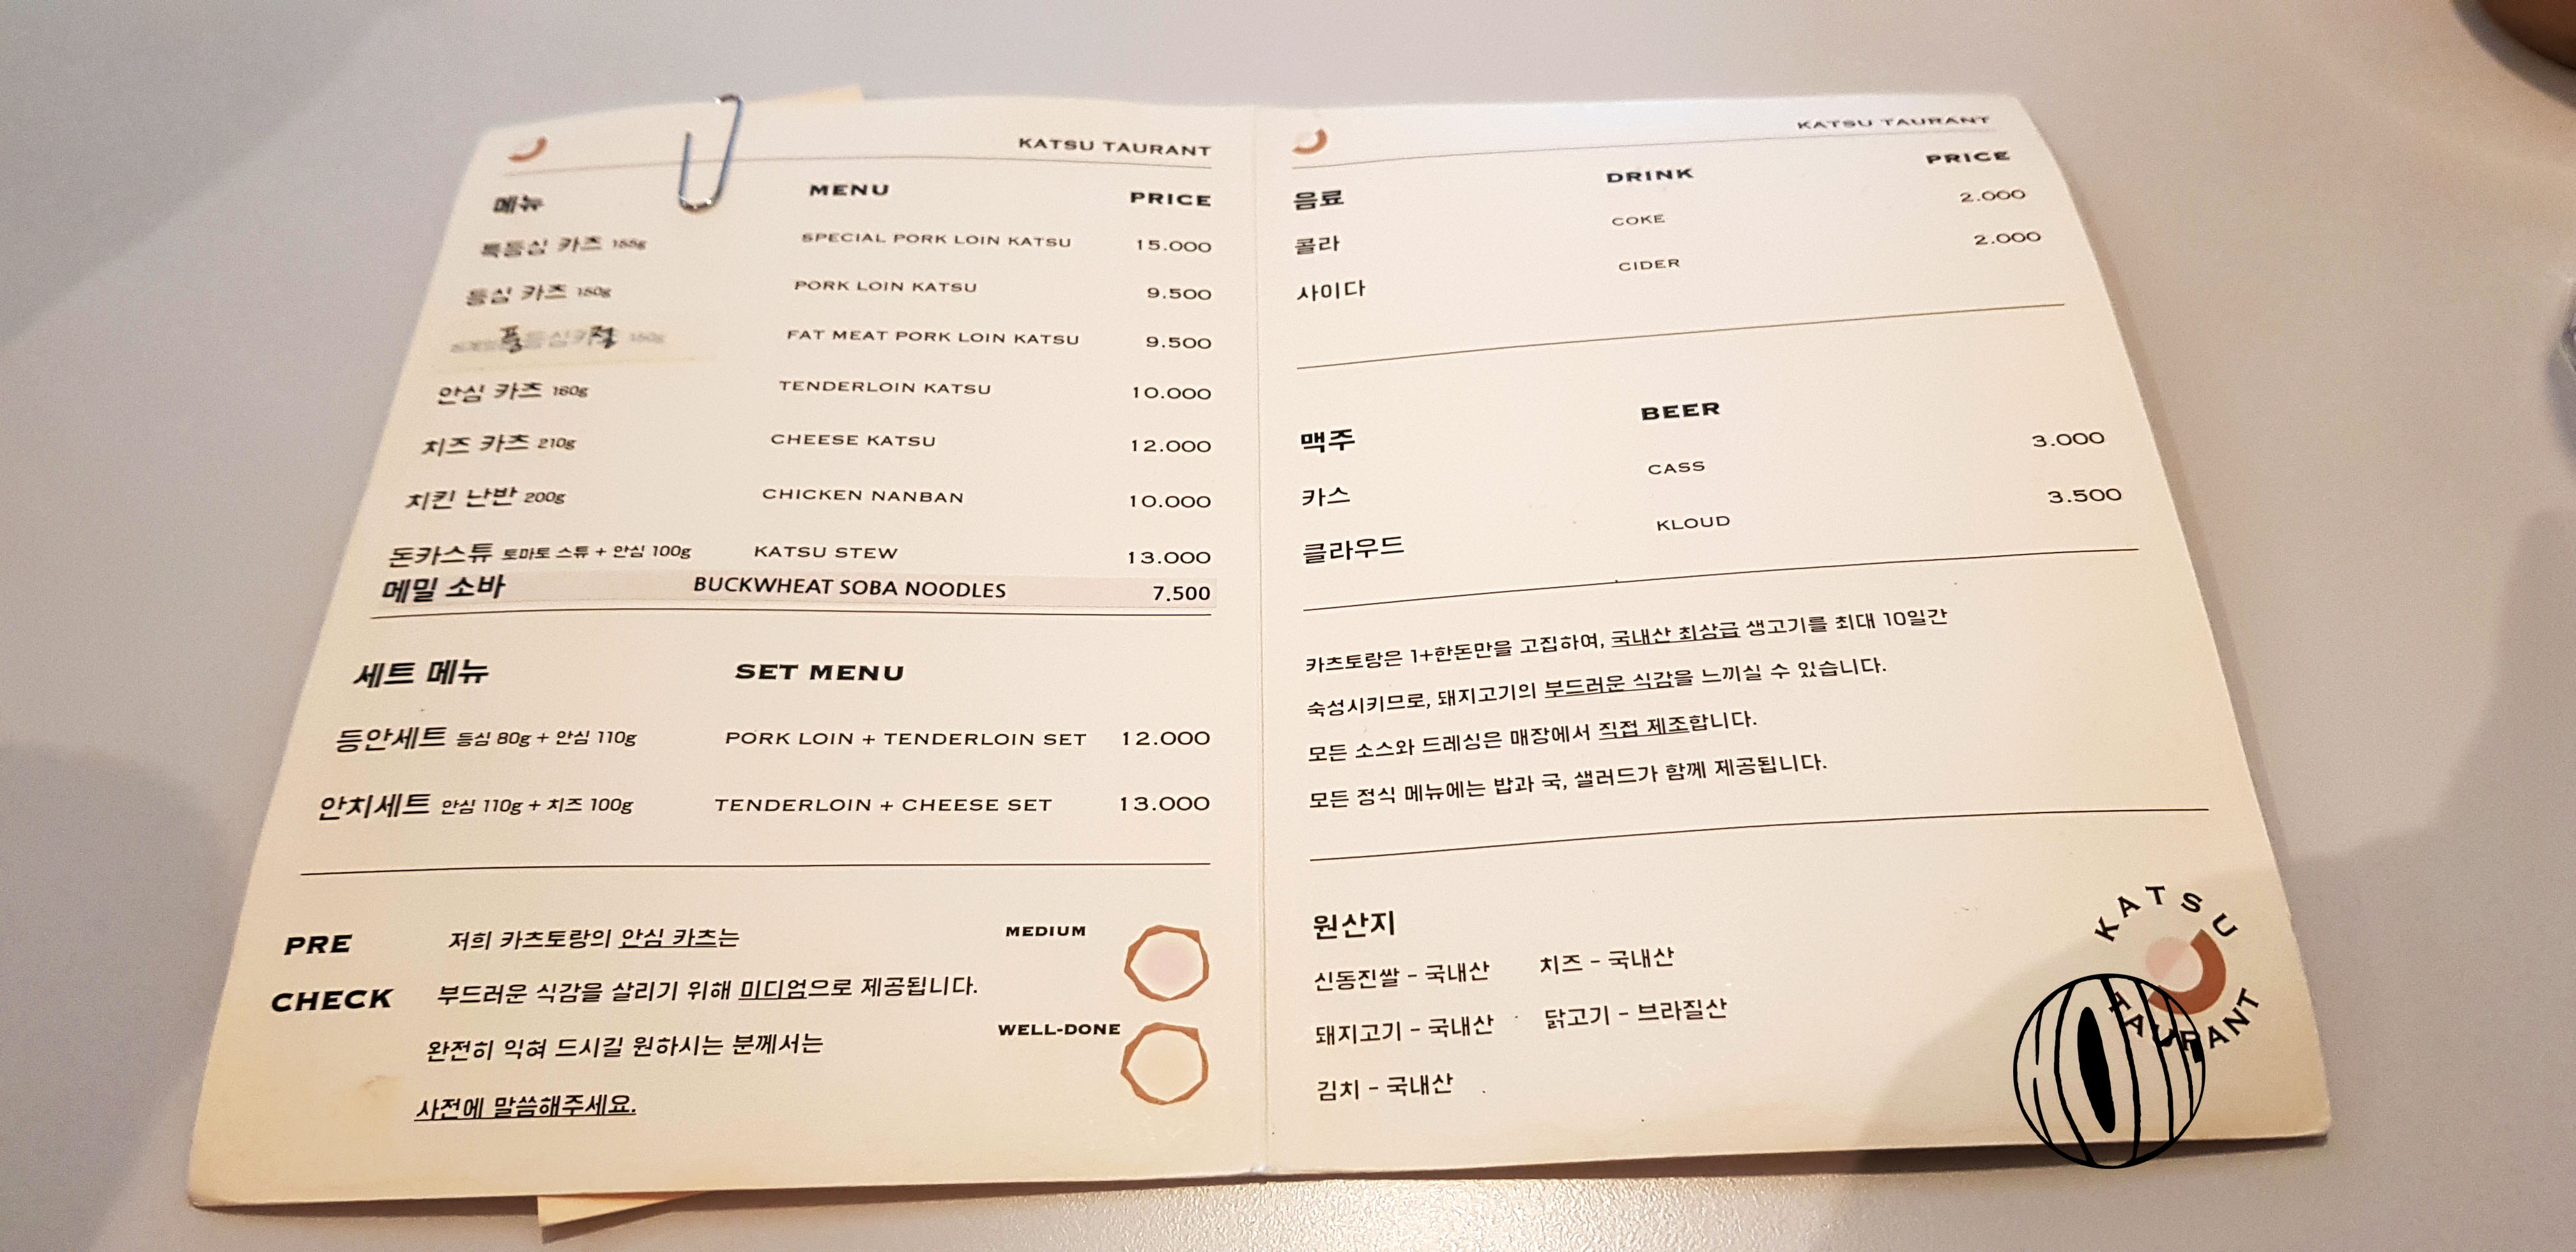 KATSU TAURANT
메뉴 MENU PRICE
특등심 카츠 155g SPECIAL PORK LOIN KATSU 15.000
등심 카츠 150g PORK LOIN KATSU 9.500
품절 150g FAT MEAT PORK LOIN KATSU 9.500
안심 카츠 160g TENDERLOIN KATSU 10.000
치즈 카츠 210g CHEESE KATSU 12.000
치킨 난반 200g CHICKEN NANBAN 10.000
돈카스튜 토마토 스튜 + 안심 100g KATSU STEW 13.000
메밀 소바 BUCKWHEAT SOBA NOODLES 7.500
세트 메뉴 SET MENU
등안세트 등심 80g + 안심 110g PORK LOIN + TENDERLOIN SET 12.000
안치세트 안심 110g + 치즈 100g TENDERLOIN + CHEESE SET 13.000
PRE CHECK
저희 카츠토랑의 안심 카츠는
부드러운 식감을 살리기 위해 미디엄으로 제공됩니다.
완전히 익혀 드시길 원하시는 분께서는
사전에 말씀해주세요.
MEDIUM
WELL-DONE
KATSU TAURANT
음료 DRINK PRICE
콜라 COKE 2.000
사이다 CIDER 2.000
맥주 BEER
카스 CASS 3.000
클라우드 KLOUD 3.500
카츠토랑은 1+한돈만을 고집하여, 국내산 최상급 생고기를 최대 10일간
숙성시키므로, 돼지고기의 부드러운 식감을 느끼실 수 있습니다.
모든 소스와 드레싱은 매장에서 직접 제조합니다.
모든 정식 메뉴에는 밥과 국, 샐러드가 함께 제공됩니다.
원산지
신동진쌀 - 국내산 치즈 - 국내산
돼지고기 - 국내산 닭고기 - 브라질산
김치 - 국내산
KATSU
TAURANT